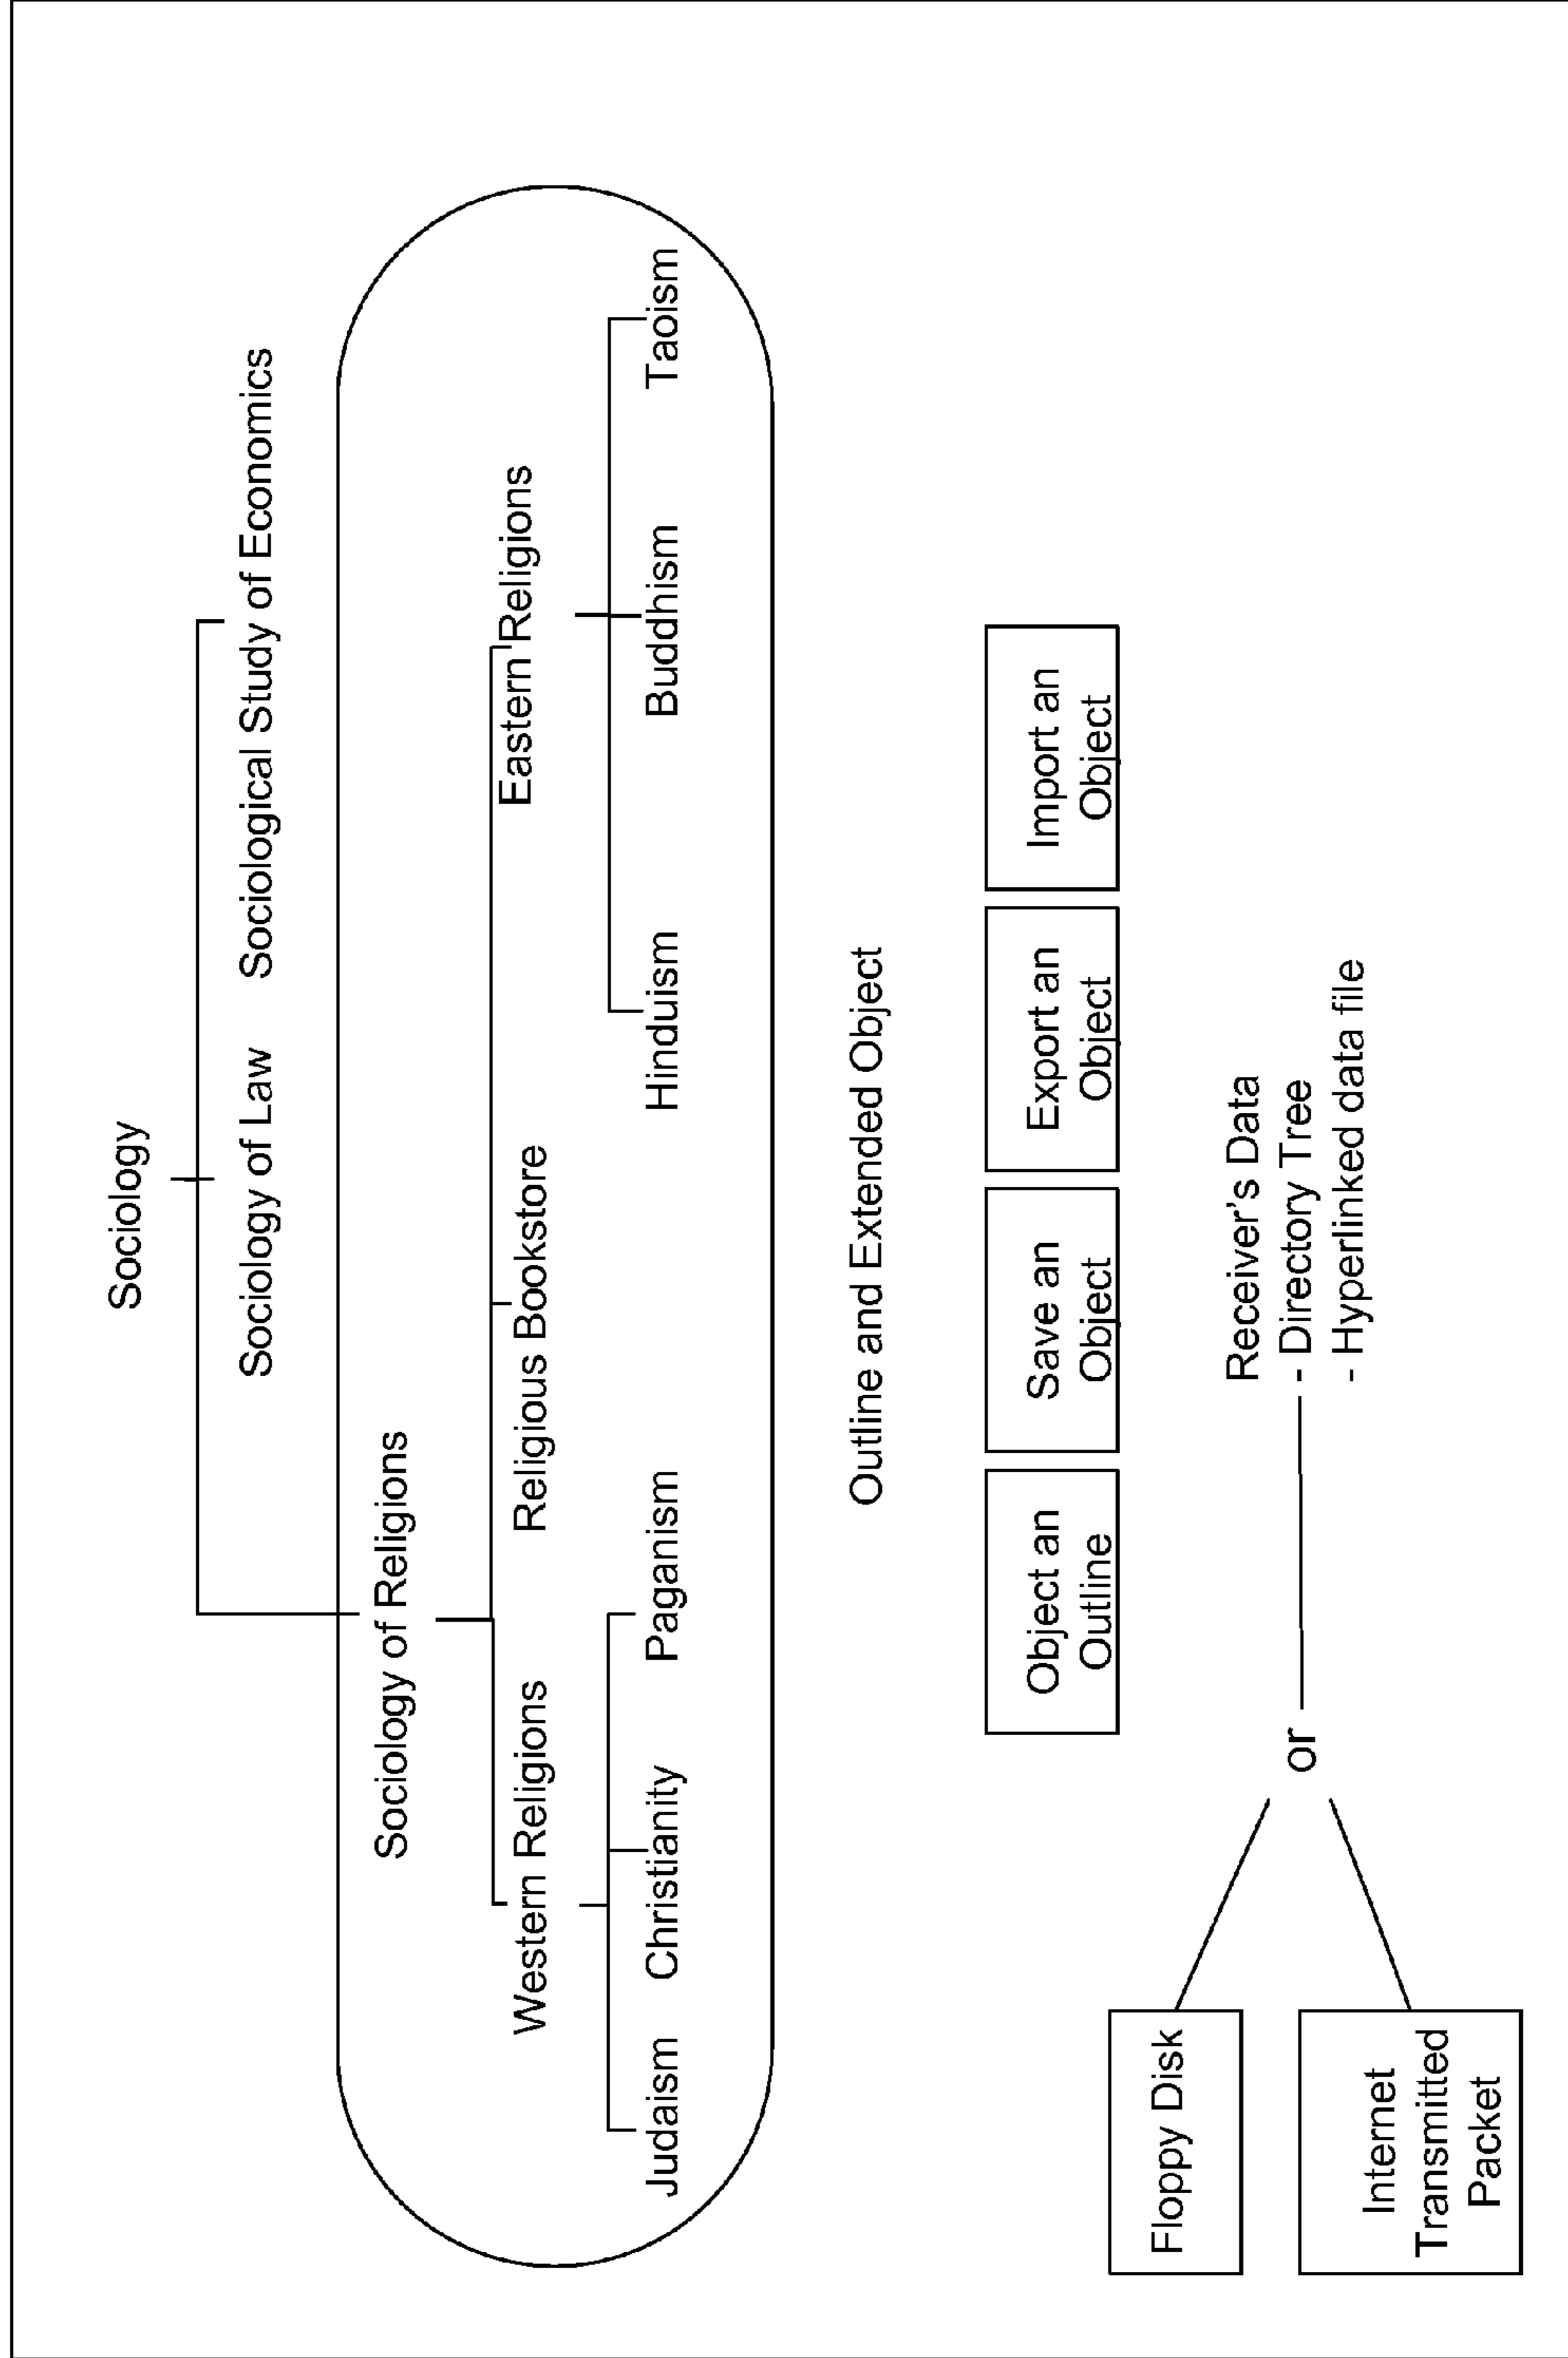 Sociology
Sociology of Law
Sociological Study of Economics
Sociology of Religions
Western Religions
Religious Bookstore
Eastern Religions
Judaism
Christianity
Paganism
Hinduism
Buddhism
Taoism
Outline and Extended Object
Object an
Outline
Save an
Object
Export an
Object
Import an
Object
Floppy Disk
Internet
Transmitted
Packet
or
Receiver's Data
- Directory Tree
- Hyperlinked data file